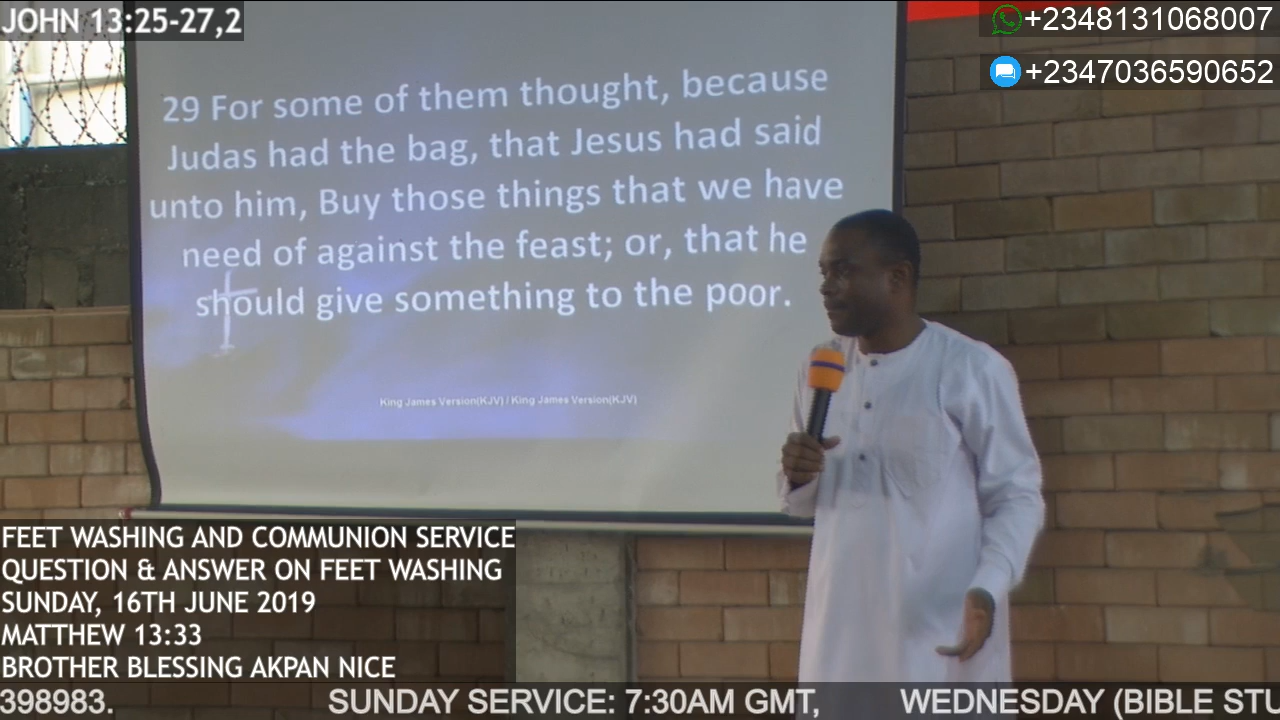 JOHN 13:25-27,2
+2348131068007
+2347036590652
29 For some of them thought, because
Judas had the bag, that Jesus had said
unto him, Buy those things that we have
need of against the feast; or, that he
should give something to the poor.
King James Version(KJV) / King James Version(KJV)
FEET WASHING AND COMMUNION SERVICE
QUESTION & ANSWER ON FEET WASHING
SUNDAY, 16TH JUNE 2019
MATTHEW 13:33
BROTHER BLESSING AKPAN NICE
398983. SUNDAY SERVICE: 7:30AM GMT, WEDNESDAY (BIBLE STU